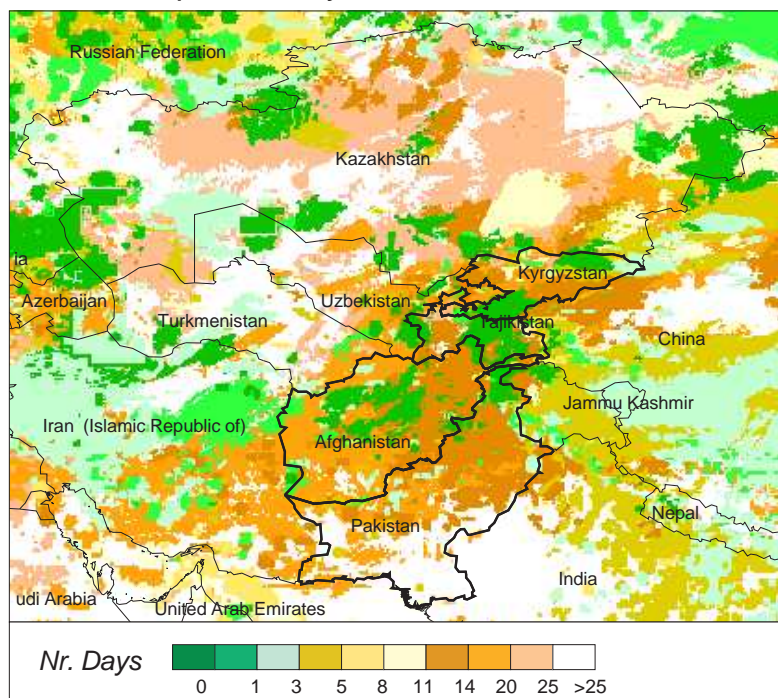 Russian Federation
Kazakhstan
ia
Azerbaijan
Uzbekistan
Kyrgyzstan
Turkmenistan
Tajikistan
China
Jammu Kashmir
Iran (Islamic Republic of)
Afghanistan
Pakistan
Nepal
India
udi Arabia
United Arab Emirates
Nr. Days
0 1 3 5 8 11 14 20 25 >25